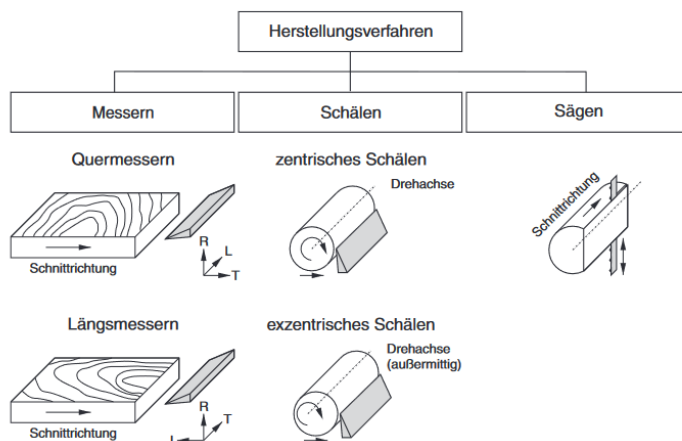 Herstellungsverfahren
Messern
Schälen
Sägen
Quermessern
zentrisches Schälen
Drehachse
Schnittrichtung
Schnittrichtung
R
L
T
Längsmessern
exzentrisches Schälen
Drehachse
(außermittig)
Schnittrichtung
R
T
L